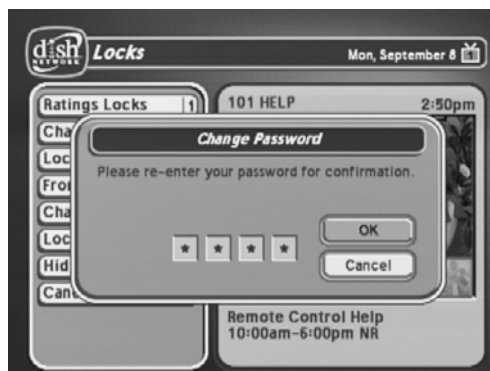 dish
NETWORK
Locks
Mon, September 8
Ratings Locks 1
101 HELP 2:50pm
Cha
Loc
Fro
Cha
Loc
Hid
Canc
Change Password
Please re-enter your password for confirmation.
* * * *
OK
Cancel
Remote Control Help
10:00am-6:00pm NR